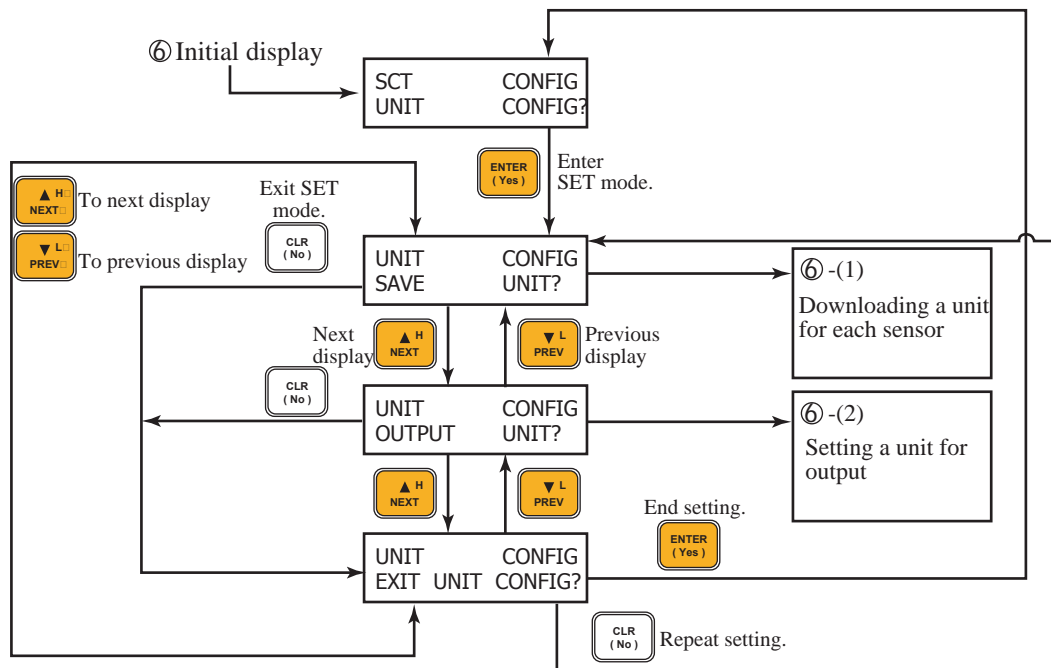 ⑥ Initial display
SCT CONFIG
UNIT CONFIG?
ENTER
( Yes )
Enter
SET mode.
▲ H□
NEXT□
To next display
▼ L□
PREV□
To previous display
Exit SET
mode.
CLR
( No )
UNIT CONFIG
SAVE UNIT?
⑥ -(1)
Downloading a unit
for each sensor
Next
display
▲ H
NEXT
▼ L
PREV
Previous
display
CLR
( No )
UNIT CONFIG
OUTPUT UNIT?
⑥ -(2)
Setting a unit for
output
▲ H
NEXT
▼ L
PREV
End setting.
ENTER
( Yes )
UNIT CONFIG
EXIT UNIT CONFIG?
CLR
( No )
Repeat setting.